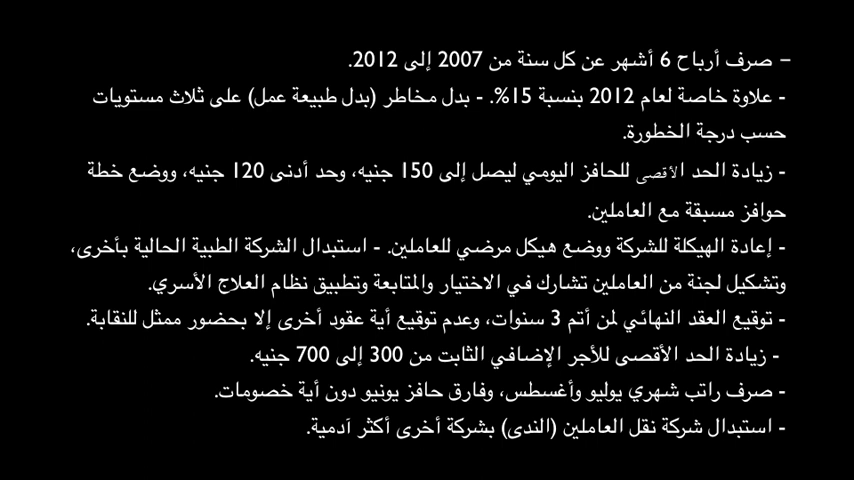 - صرف أرباح 6 أشهر عن كل سنة من 2007 إلى 2012.
- علاوة خاصة لعام 2012 بنسبة 15%. - بدل مخاطر (بدل طبيعة عمل) على ثلاث مستويات
حسب درجة الخطورة.
- زيادة الحد الأقصى للحافز اليومي ليصل إلى 150 جنيه، وحد أدنى 120 جنيه، ووضع خطة
حوافز مسبقة مع العاملين.
- إعادة الهيكلة للشركة ووضع هيكل مرضي للعاملين. - استبدال الشركة الطبية الحالية بأخرى،
وتشكيل لجنة من العاملين تشارك في الاختيار والمتابعة وتطبيق نظام العلاج الأسري.
- توقيع العقد النهائي لمن أتم 3 سنوات، وعدم توقيع أية عقود أخرى إلا بحضور ممثل للنقابة.
- زيادة الحد الأقصى للأجر الإضافي الثابت من 300 إلى 700 جنيه.
- صرف راتب شهري يوليو وأغسطس، وفارق حافز يونيو دون أية خصومات.
- استبدال شركة نقل العاملين (الندى) بشركة أخرى أكثر آدمية.